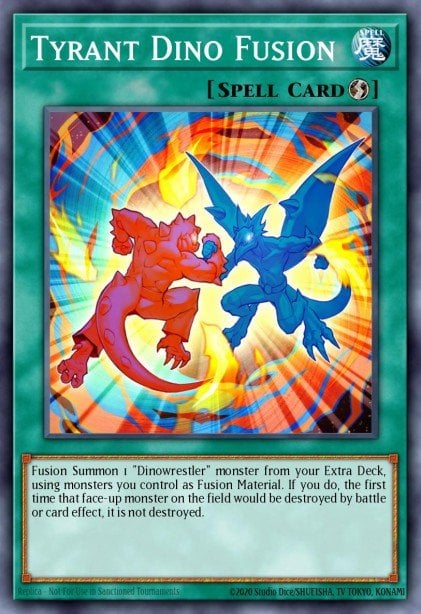 Tyrant Dino Fusion
SPELL
魔
[Spell Card]
Fusion Summon 1 "Dinowrestler" monster from your Extra Deck,
using monsters you control as Fusion Material. If you do, the first
time that face-up monster on the field would be destroyed by battle
or card effect, it is not destroyed.
Replica - Not For Use in Sanctioned Tournaments
©2020 Studio Dice/SHUEISHA, TV TOKYO, KONAMI